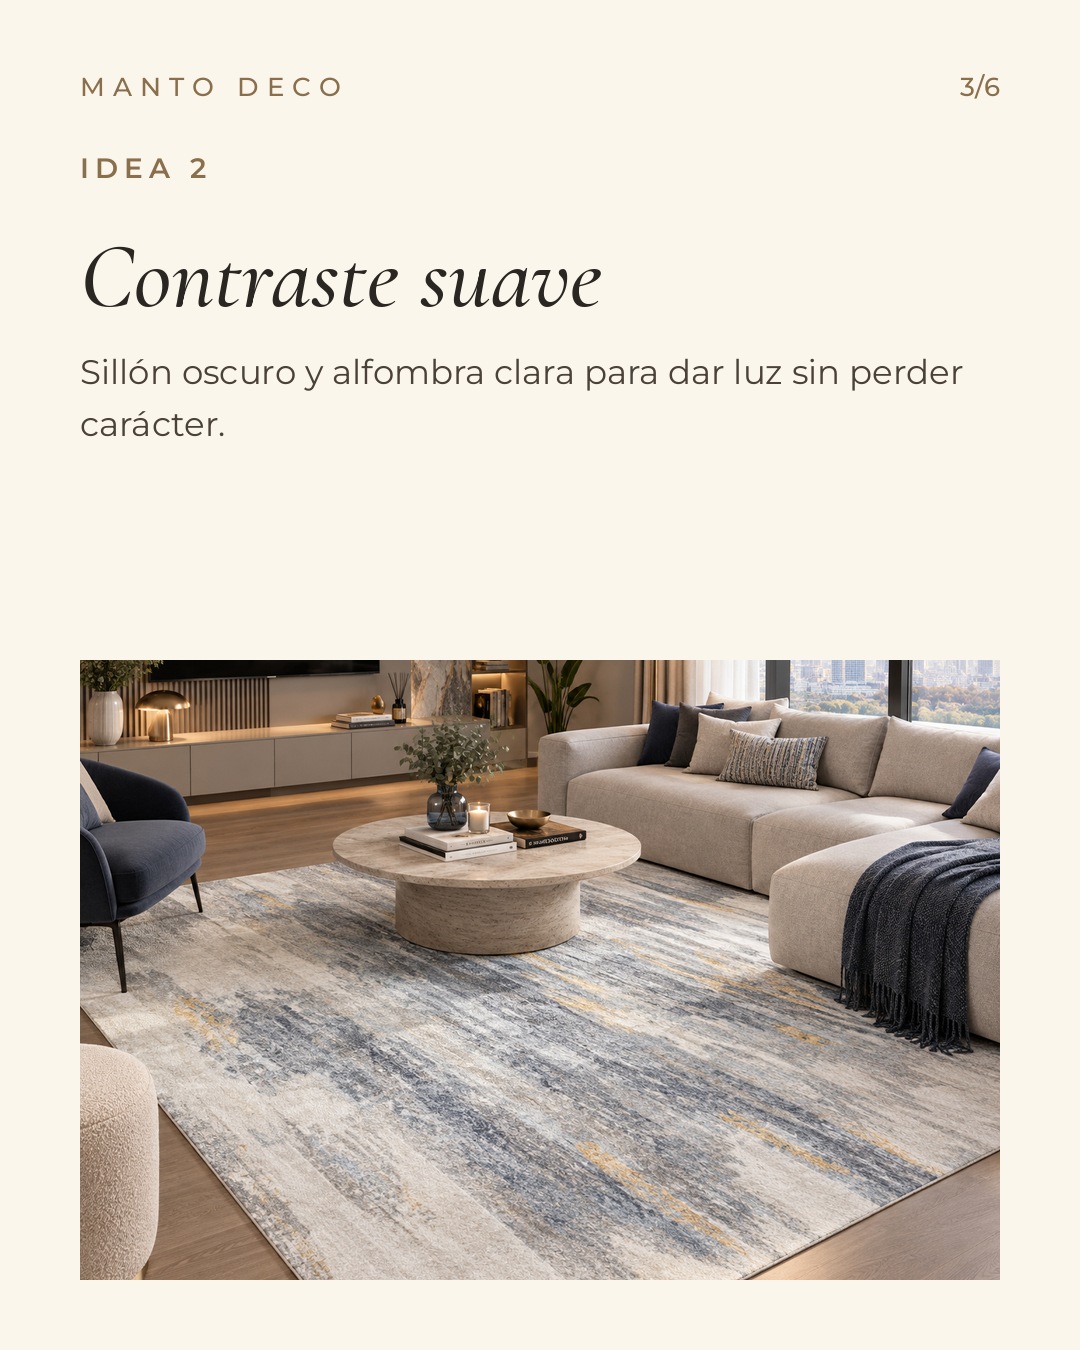 MANTO DECO
3/6
IDEA 2
Contraste suave
Sillón oscuro y alfombra clara para dar luz sin perder
carácter.